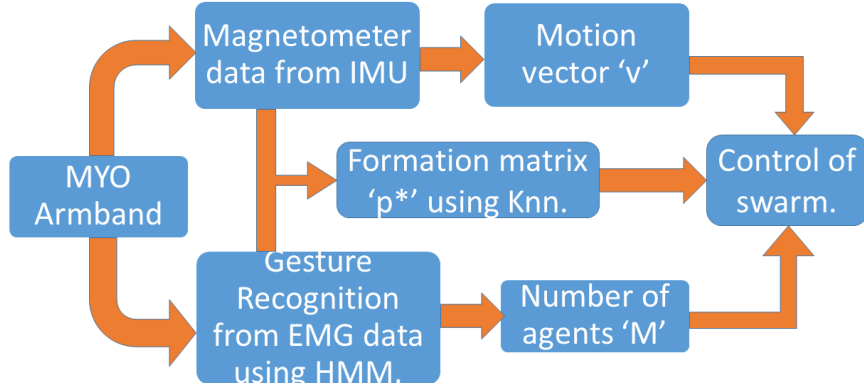 Magnetometer
data from IMU
Motion
vector ‘v’
MYO
Armband
Formation matrix
‘p*’ using Knn.
Control of
swarm.
Gesture
Recognition
from EMG data
using HMM.
Number of
agents ‘M’